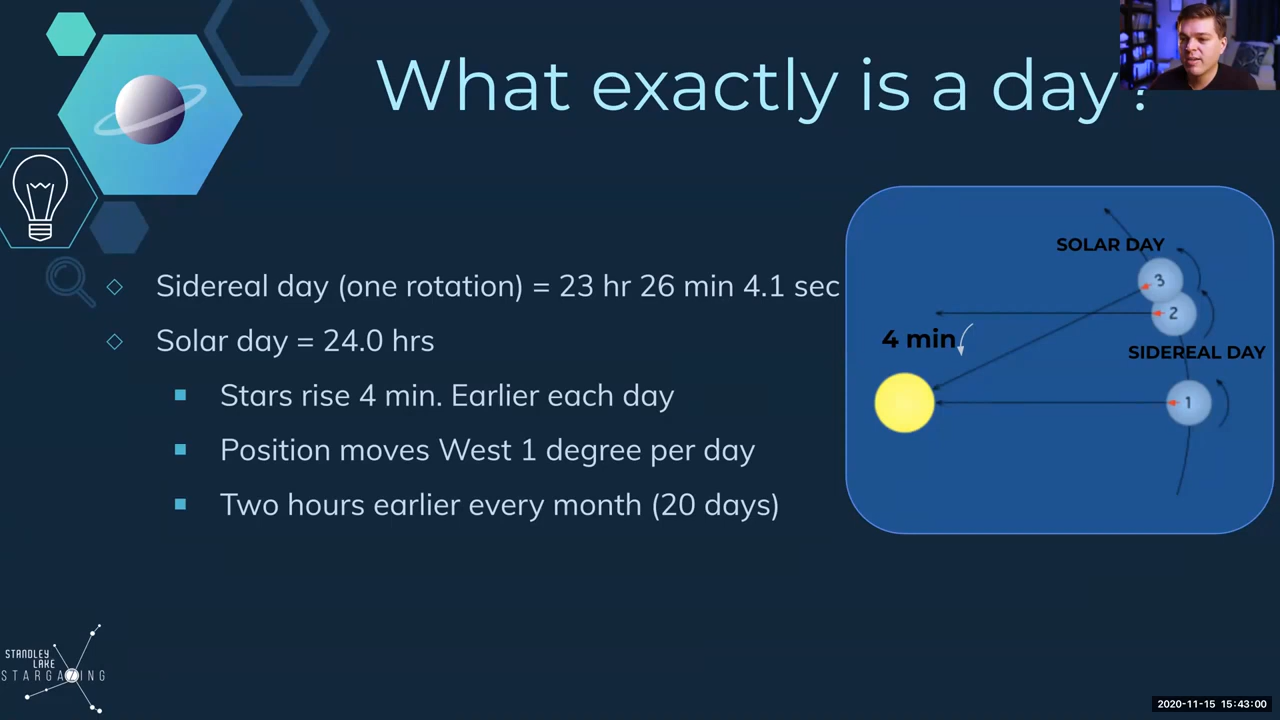 What exactly is a day?
Sidereal day (one rotation) = 23 hr 26 min 4.1 sec
Solar day = 24.0 hrs
Stars rise 4 min. Earlier each day
Position moves West 1 degree per day
Two hours earlier every month (20 days)
SOLAR DAY
3
2
4 min
SIDEREAL DAY
1
STANDLEY
LAKE
STARGAZING
2020-11-15 15:43:00